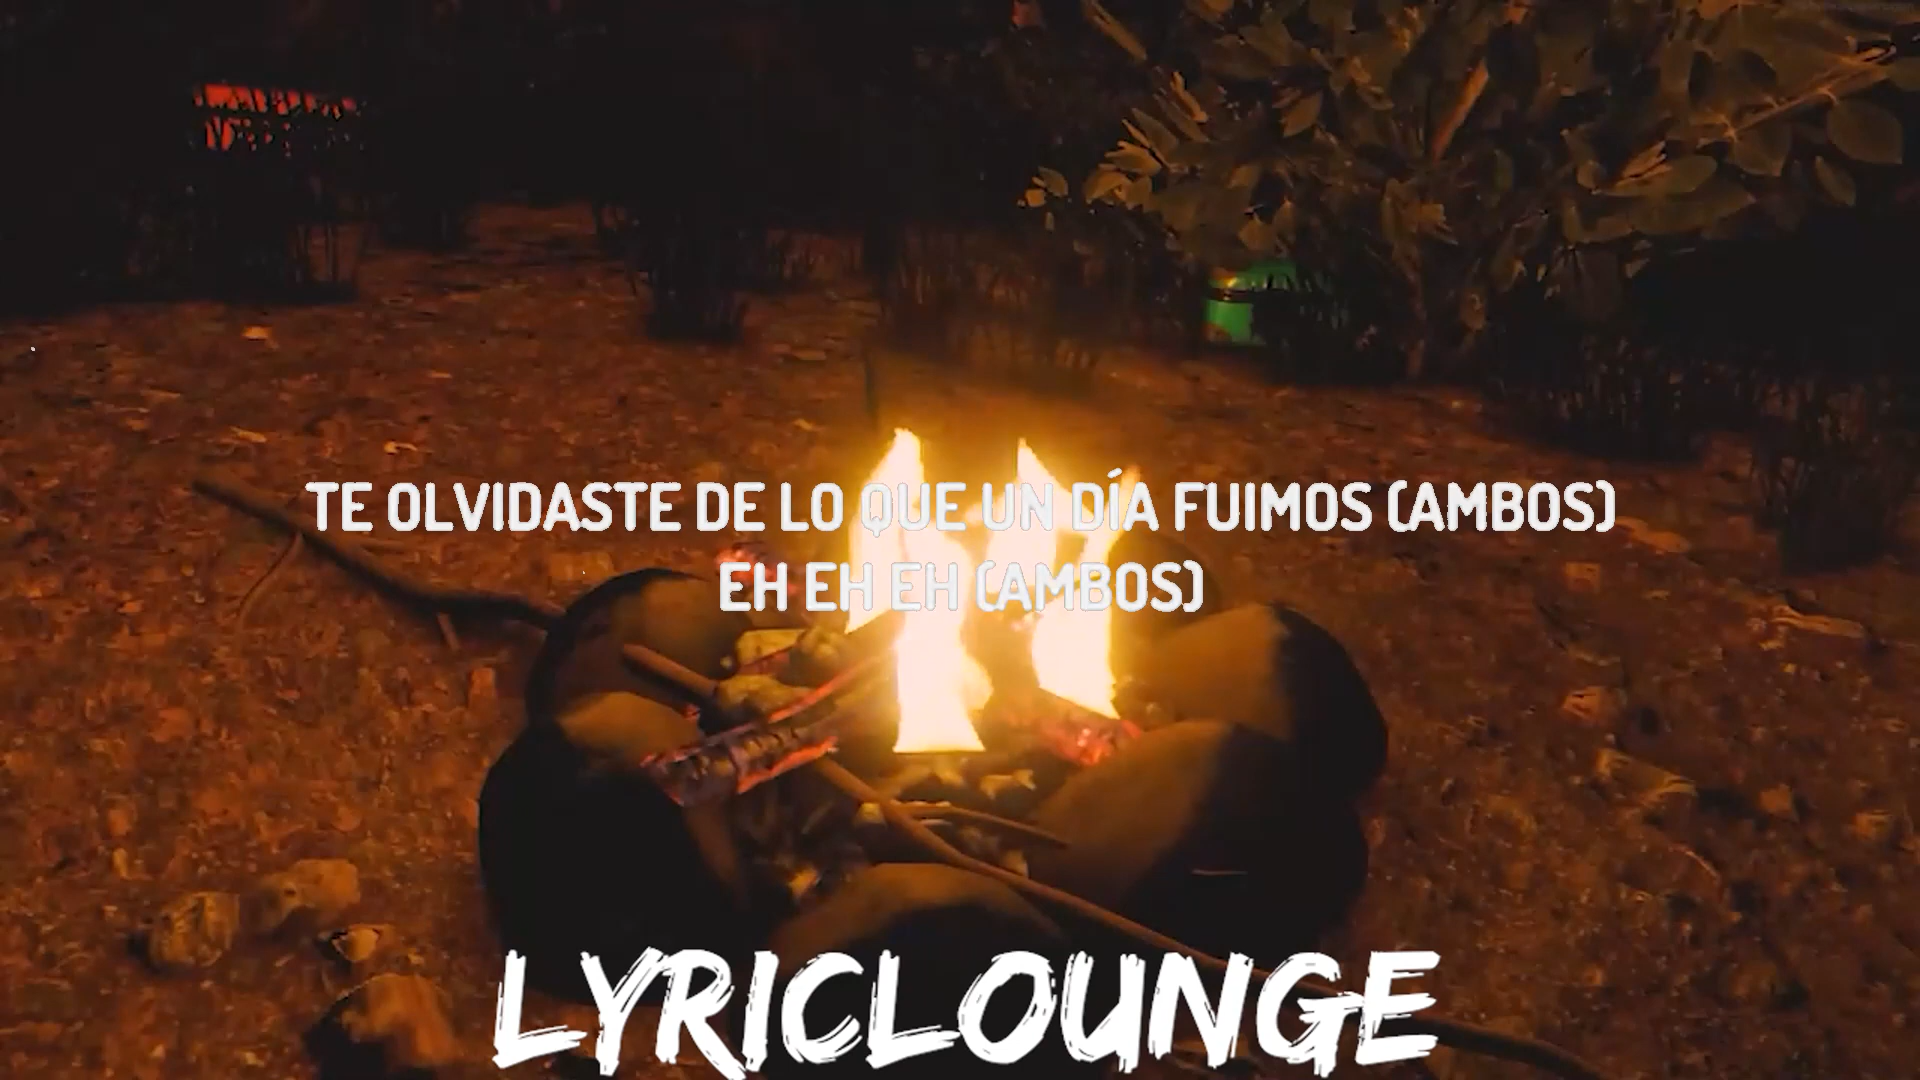 TE OLVIDASTE DE LO QUE UN DÍA FUIMOS (AMBOS)
EH EH EH (AMBOS)
LYRICLOUNGE